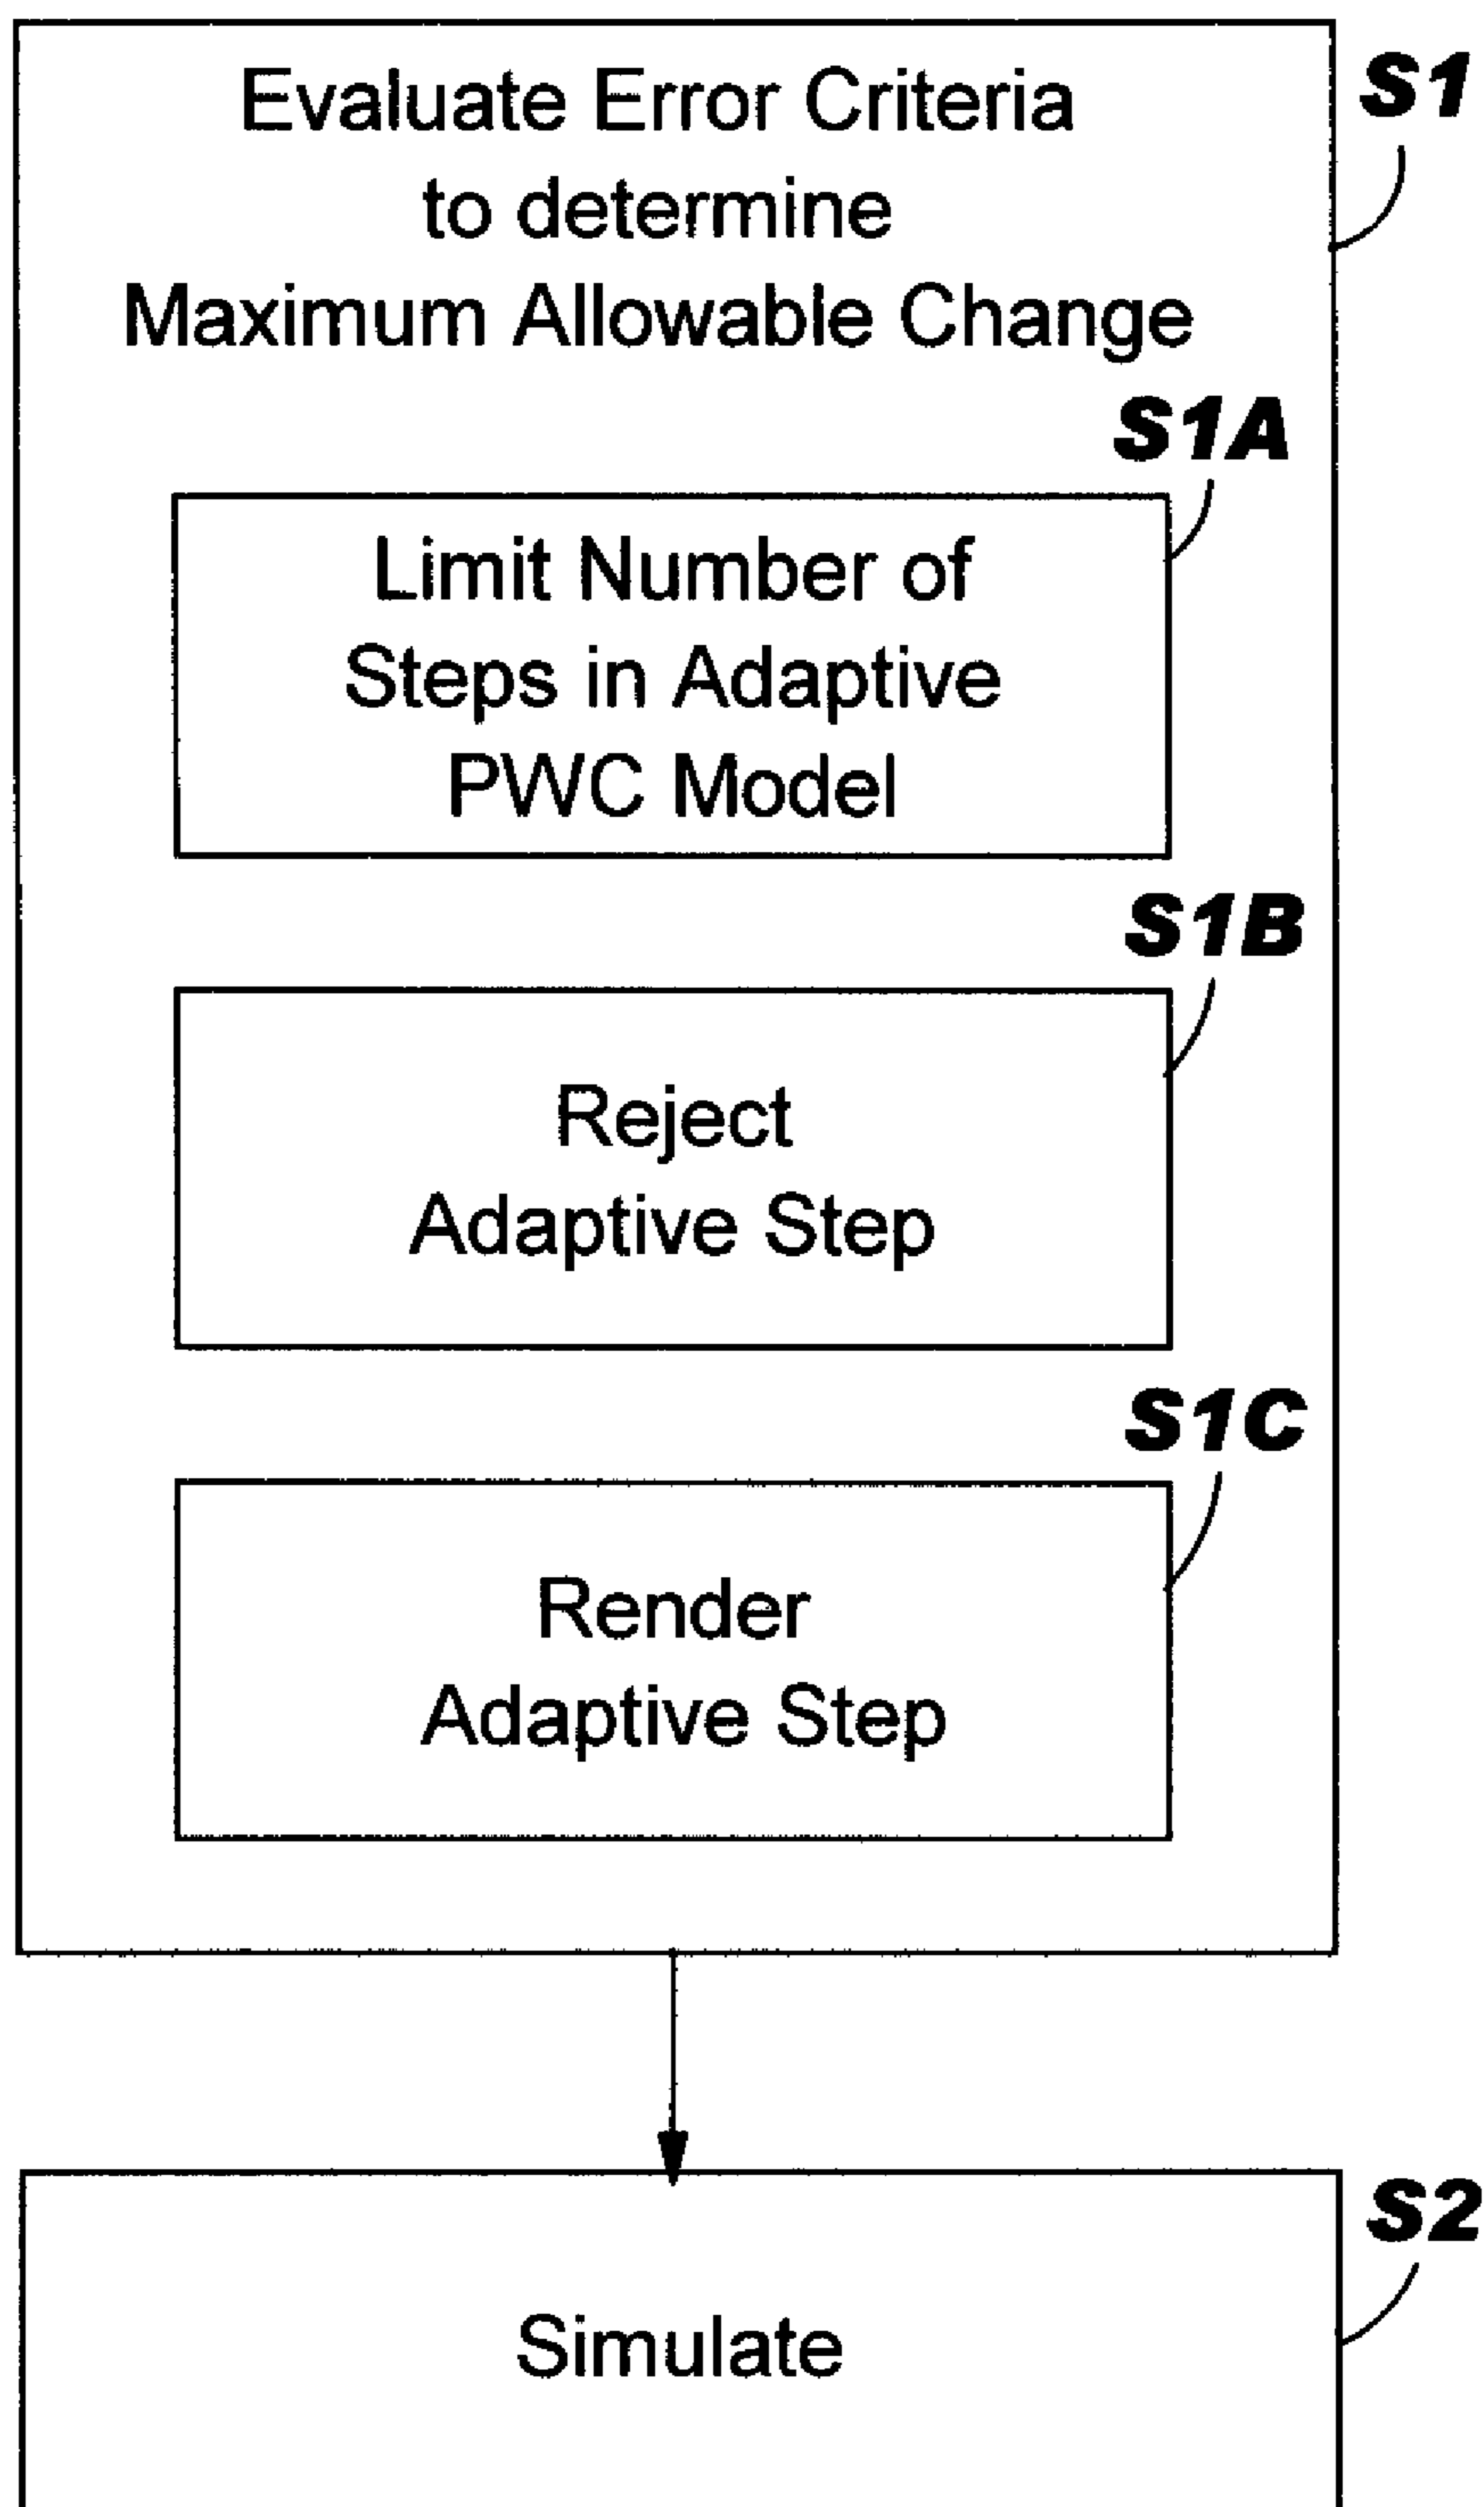 S1
Evaluate Error Criteria
to determine
Maximum Allowable Change
S1A
Limit Number of
Steps in Adaptive
PWC Model
S1B
Reject
Adaptive Step
S1C
Render
Adaptive Step
S2
Simulate